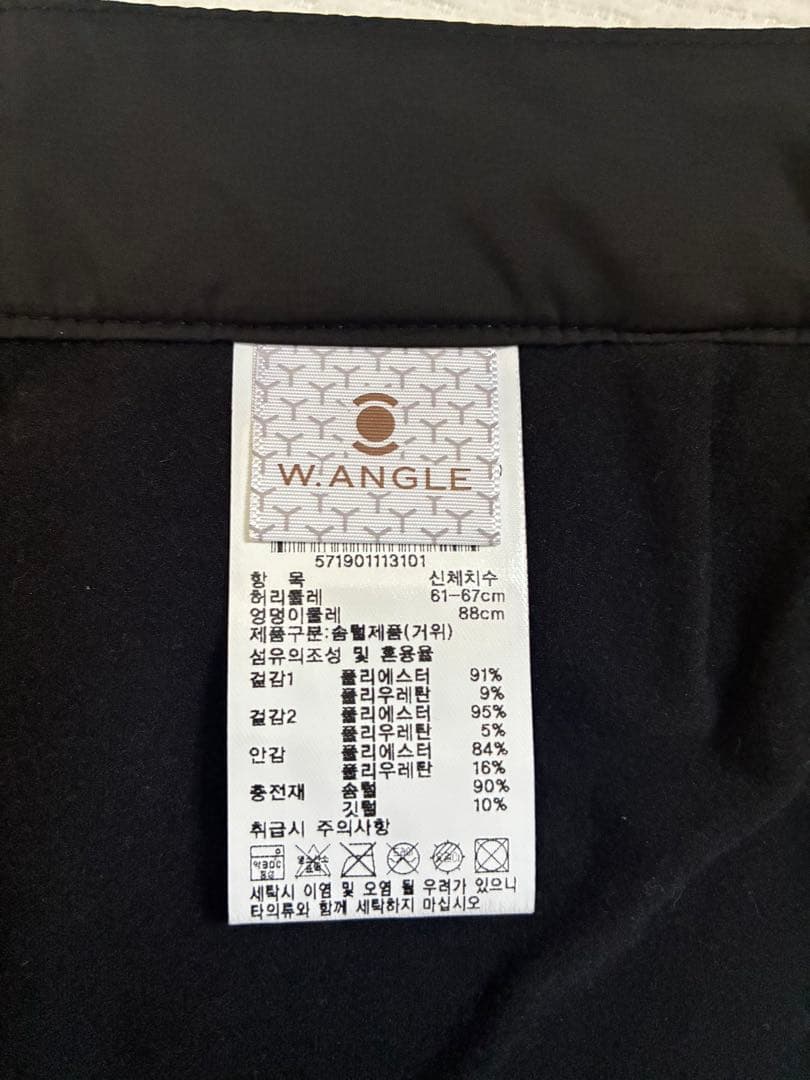 W.ANGLE
571901113101
항 목 신체치수
허리둘레 61-67cm
엉덩이둘레 88cm
제품구분:솜털제품(거위)
섬유의조성 및 혼용율
겉감1 폴리에스터 91%
폴리우레탄 9%
겉감2 폴리에스터 95%
폴리우레탄 5%
안감 폴리에스터 84%
폴리우레탄 16%
충전재 솜털 90%
깃털 10%
취급시 주의사항
약30℃
중성
세탁시 이염 및 오염 될 우려가 있으니
타의류와 함께 세탁하지 마십시오